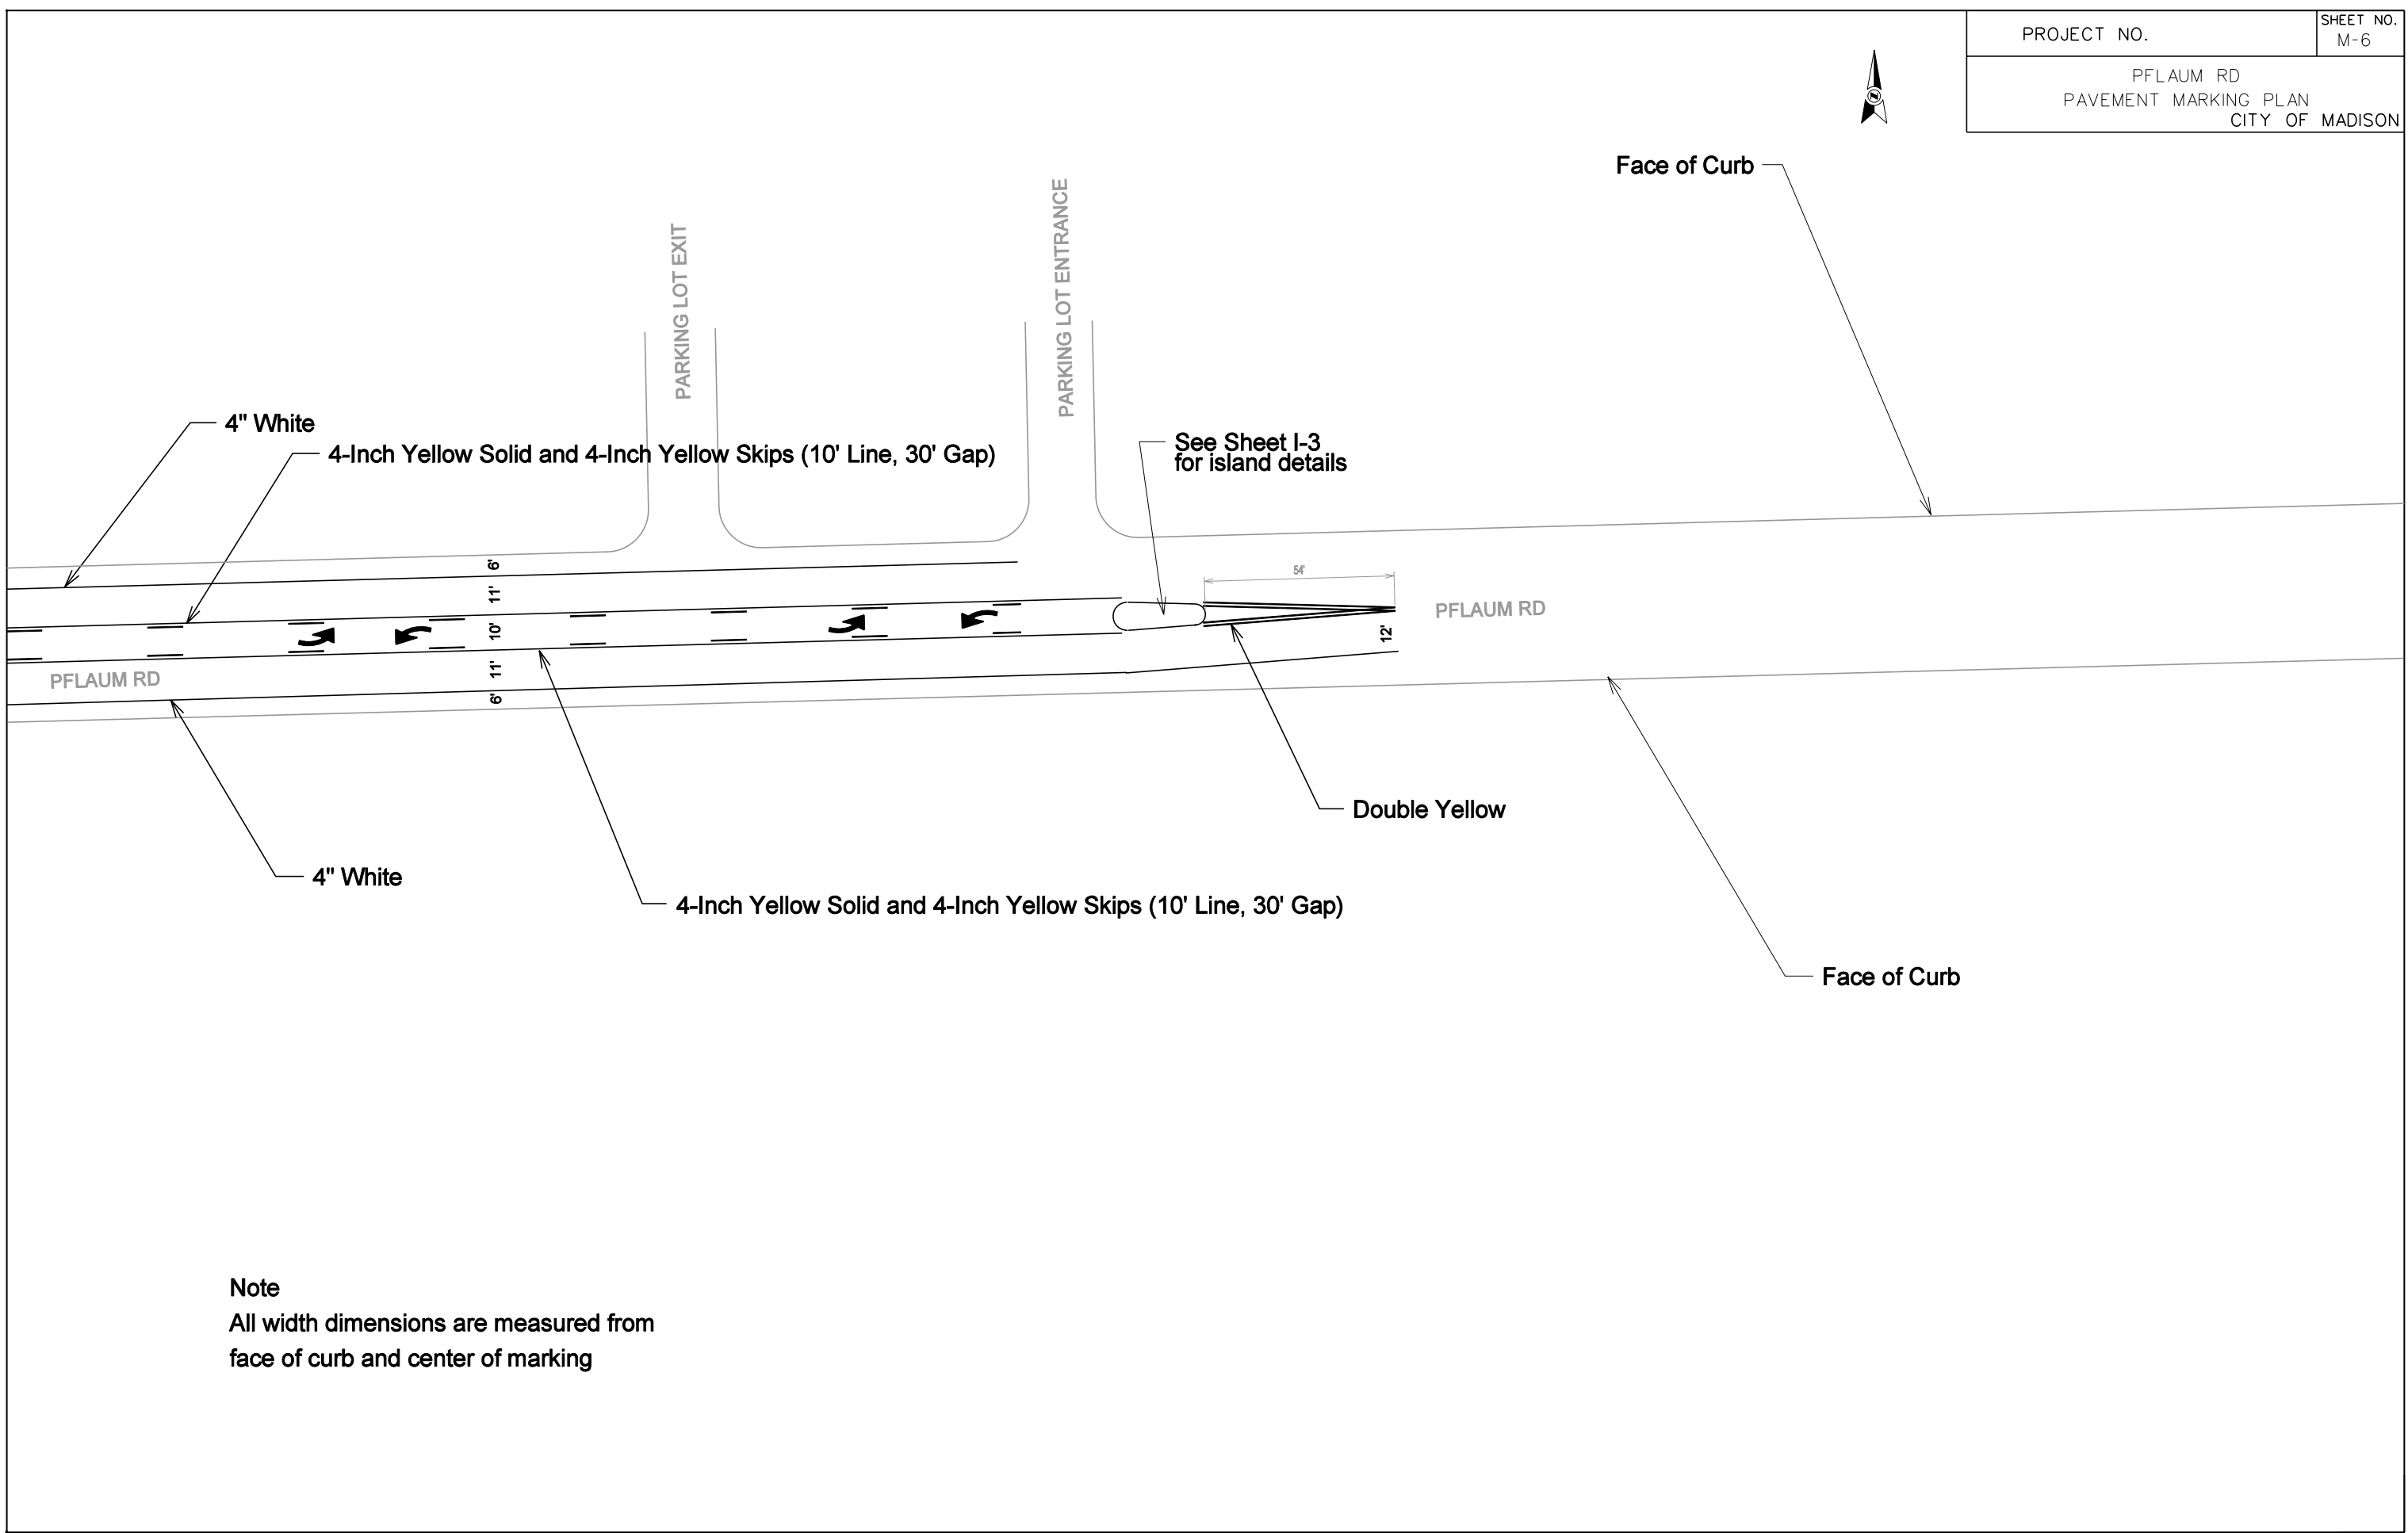 PROJECT NO.
SHEET NO.
M-6
PFLAUM RD
PAVEMENT MARKING PLAN
CITY OF MADISON
N
Face of Curb
PARKING LOT EXIT
PARKING LOT ENTRANCE
4" White
4-Inch Yellow Solid and 4-Inch Yellow Skips (10' Line, 30' Gap)
See Sheet I-3
for island details
6'
11'
10'
11'
6'
54'
12'
PFLAUM RD
PFLAUM RD
Double Yellow
4" White
4-Inch Yellow Solid and 4-Inch Yellow Skips (10' Line, 30' Gap)
Face of Curb
Note
All width dimensions are measured from
face of curb and center of marking